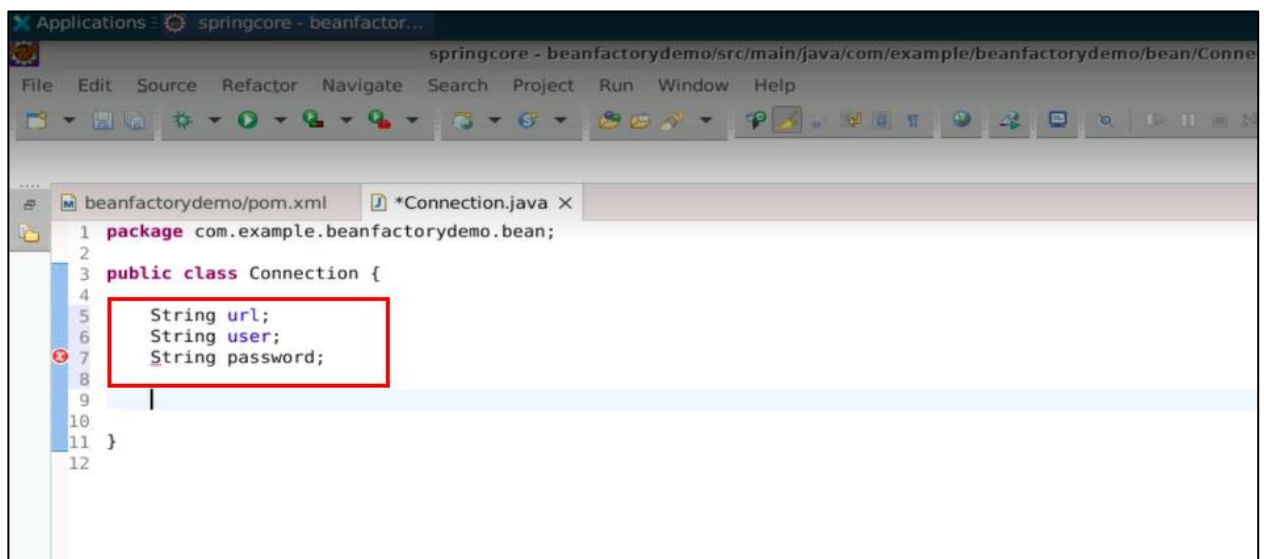 Applications springcore - beanfactor...
springcore - beanfactorydemo/src/main/java/com/example/beanfactorydemo/bean/Conne
File Edit Source Refactor Navigate Search Project Run Window Help
beanfactorydemo/pom.xml *Connection.java
1 package com.example.beanfactorydemo.bean;
2
3 public class Connection {
4
5 String url;
6 String user;
7 String password;
8
9
10
11 }
12